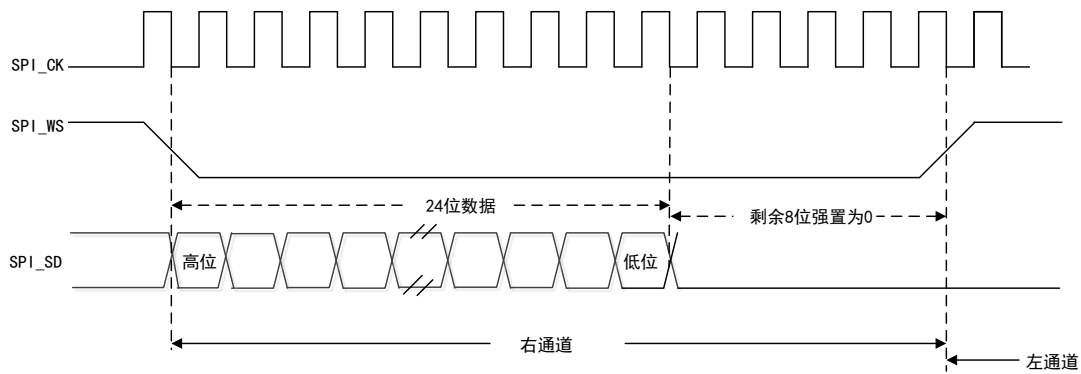 SPI_CK
SPI_WS
24位数据
剩余8位强置为0
SPI_SD
高位
低位
右通道
左通道